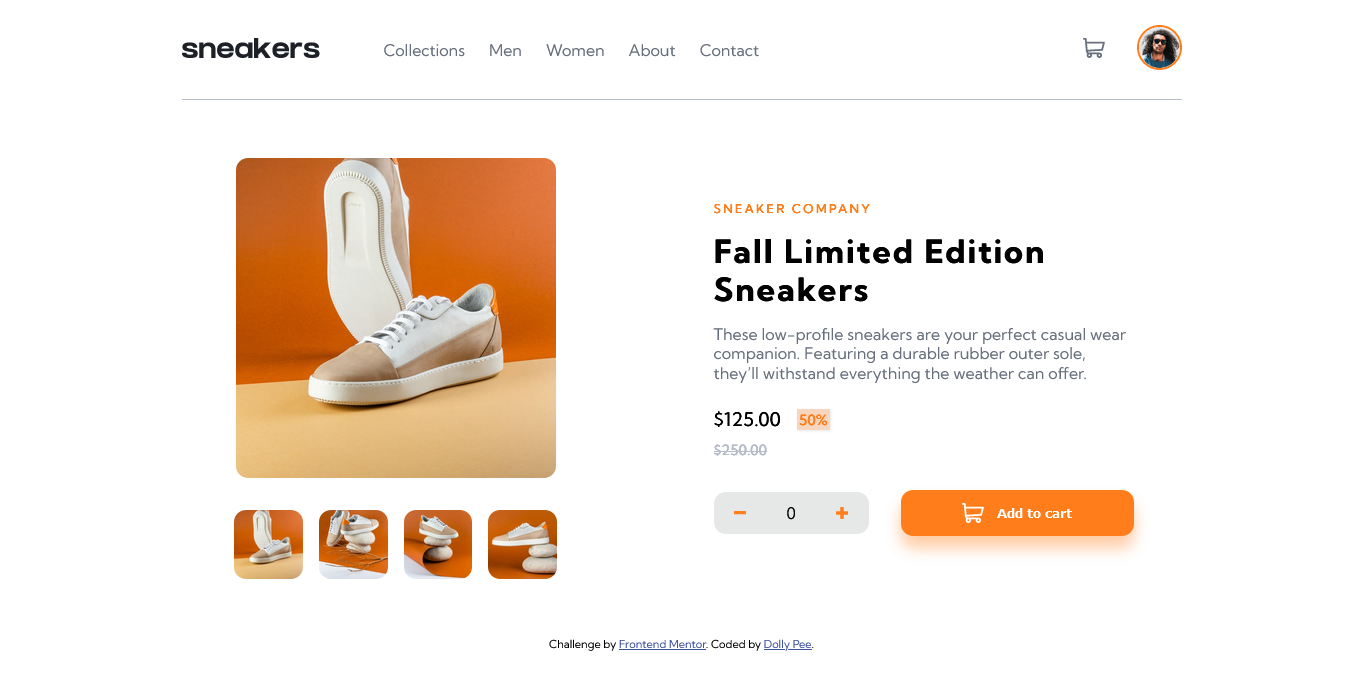 sneakers
Collections Men Women About Contact
SNEAKER COMPANY
Fall Limited Edition
Sneakers
These low-profile sneakers are your perfect casual wear
companion. Featuring a durable rubber outer sole,
they’ll withstand everything the weather can offer.
$125.00 50%
$250.00
0
Add to cart
Challenge by Frontend Mentor. Coded by Dolly Pee.